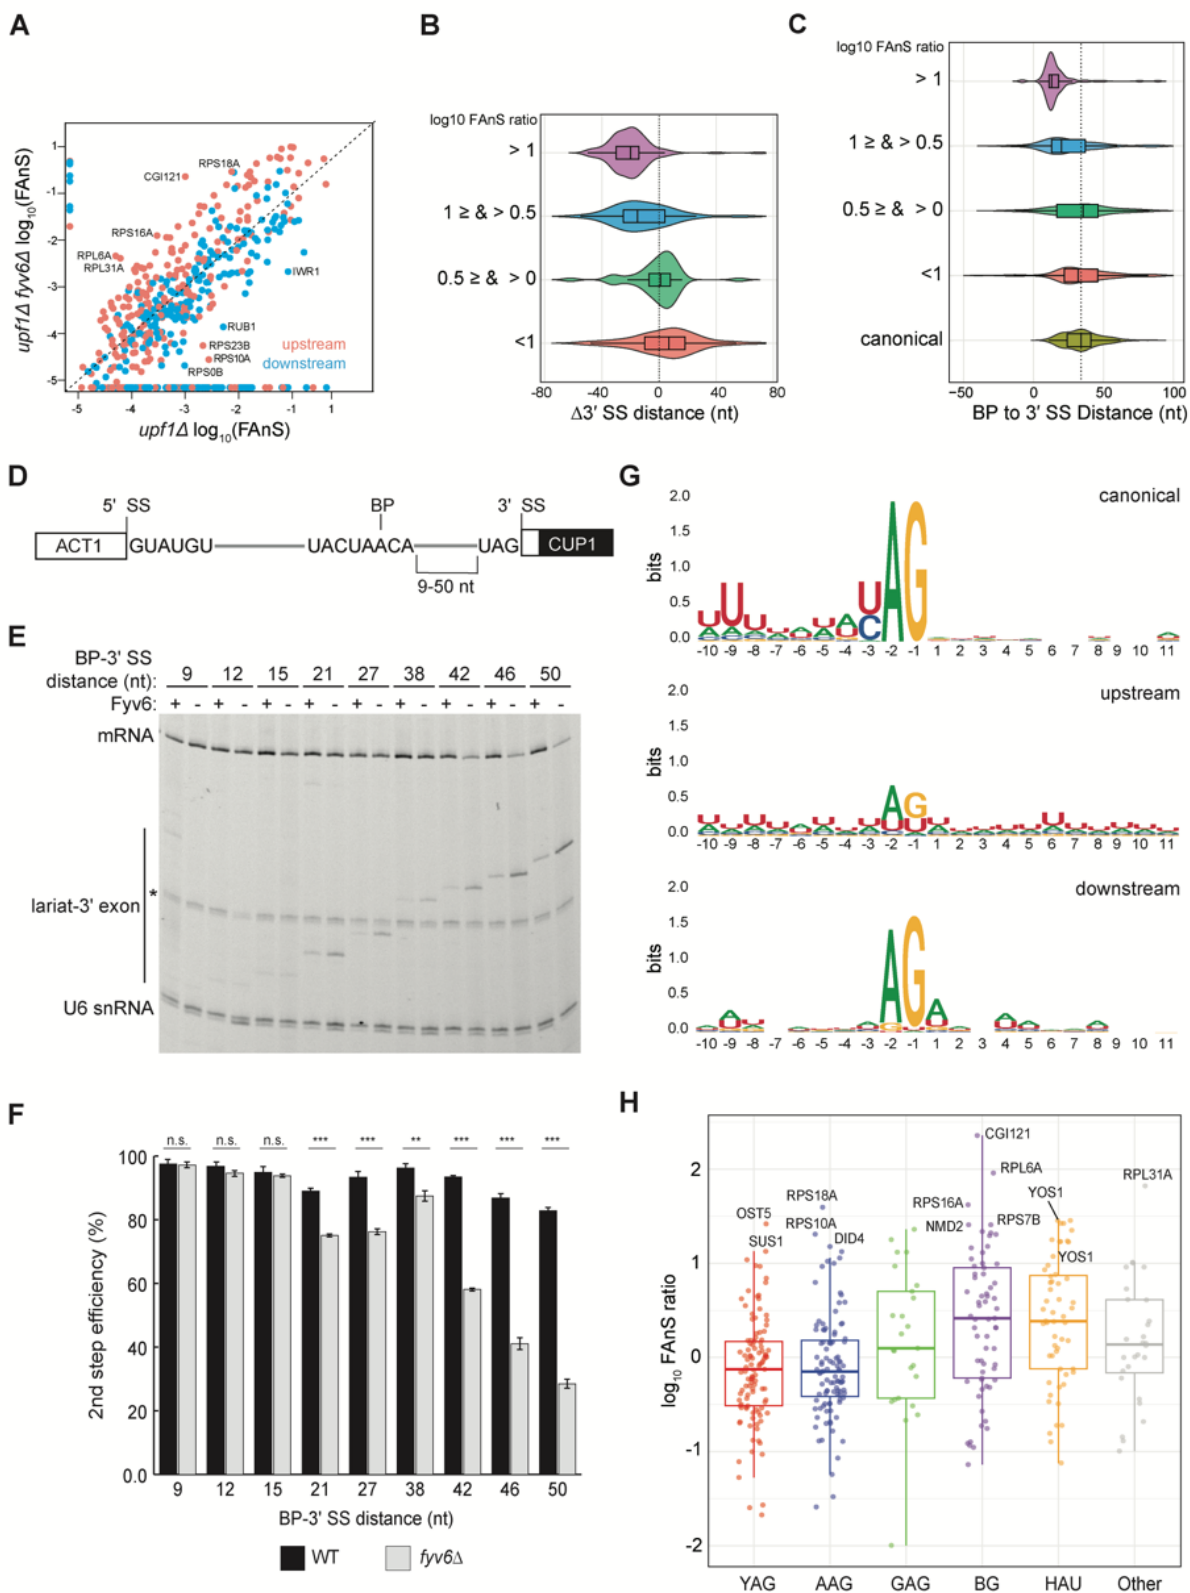 A
upf1Δ fyv6Δ log10(FAnS)
1
-1
-2
-3
-4
-5
RPS18A
CGI121
RPS16A
RPL6A
RPL31A
IWR1
RUB1
RPS23B
RPS10A
RPS0B
upstream
downstream
-5 -4 -3 -2 -1 1
upf1Δ log10(FAnS)
B
log10 FAnS ratio
> 1
1 ≥ & > 0.5
0.5 ≥ & > 0
<1
-80 -40 0 40 80
Δ3' SS distance (nt)
C
log10 FAnS ratio
> 1
1 ≥ & > 0.5
0.5 ≥ & > 0
<1
canonical
−50 0 50 100
BP to 3' SS Distance (nt)
D
5' SS BP 3' SS
ACT1 GUAUGU UACUAACA UAG CUP1
9-50 nt
E
BP-3' SS
distance (nt): 9 12 15 21 27 38 42 46 50
Fyv6: + - + - + - + - + - + - + - + - + -
mRNA
*
lariat-3' exon
U6 snRNA
F
n.s. n.s. n.s. *** *** ** *** *** ***
2nd step efficiency (%)
100
80
60
40
20
0.0
9 12 15 21 27 38 42 46 50
BP-3' SS distance (nt)
WT fyv6Δ
G
canonical
bits
2.0
1.5
1.0
0.5
0.0
-10 -9 -8 -7 -6 -5 -4 -3 -2 -1 1 2 3 4 5 6 7 8 9 10 11
upstream
bits
2.0
1.5
1.0
0.5
0.0
-10 -9 -8 -7 -6 -5 -4 -3 -2 -1 1 2 3 4 5 6 7 8 9 10 11
downstream
bits
2.0
1.5
1.0
0.5
0.0
-10 -9 -8 -7 -6 -5 -4 -3 -2 -1 1 2 3 4 5 6 7 8 9 10 11
H
log10 FAnS ratio
2
1
0
-1
-2
OST5
SUS1
RPS18A
RPS10A
DID4
CGI121
RPL6A
RPS16A
NMD2
RPS7B
YOS1
YOS1
RPL31A
YAG AAG GAG BG HAU Other